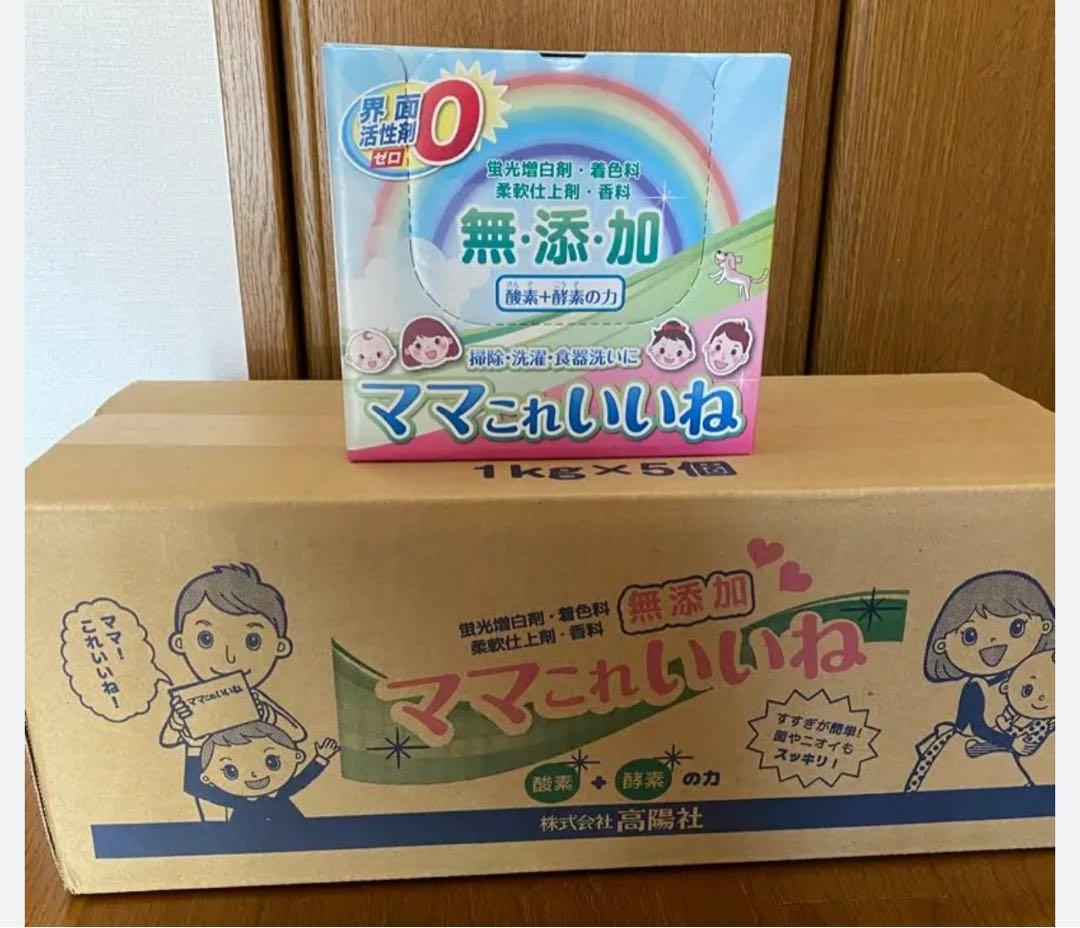 界面
活性剤
ゼロ
0
蛍光増白剤・着色料
柔軟仕上剤・香料
無・添・加
さんそ こうそ
酸素+酵素の力
掃除・洗濯・食器洗いに
ママこれいいね
1kg×5個
ママ!
これいいね!
ママこれいいね
蛍光増白剤・着色料
柔軟仕上剤・香料
無添加
ママこれいいね
すすぎが簡単!
菌やニオイも
スッキリ!
酸素+酵素の力
株式会社高陽社